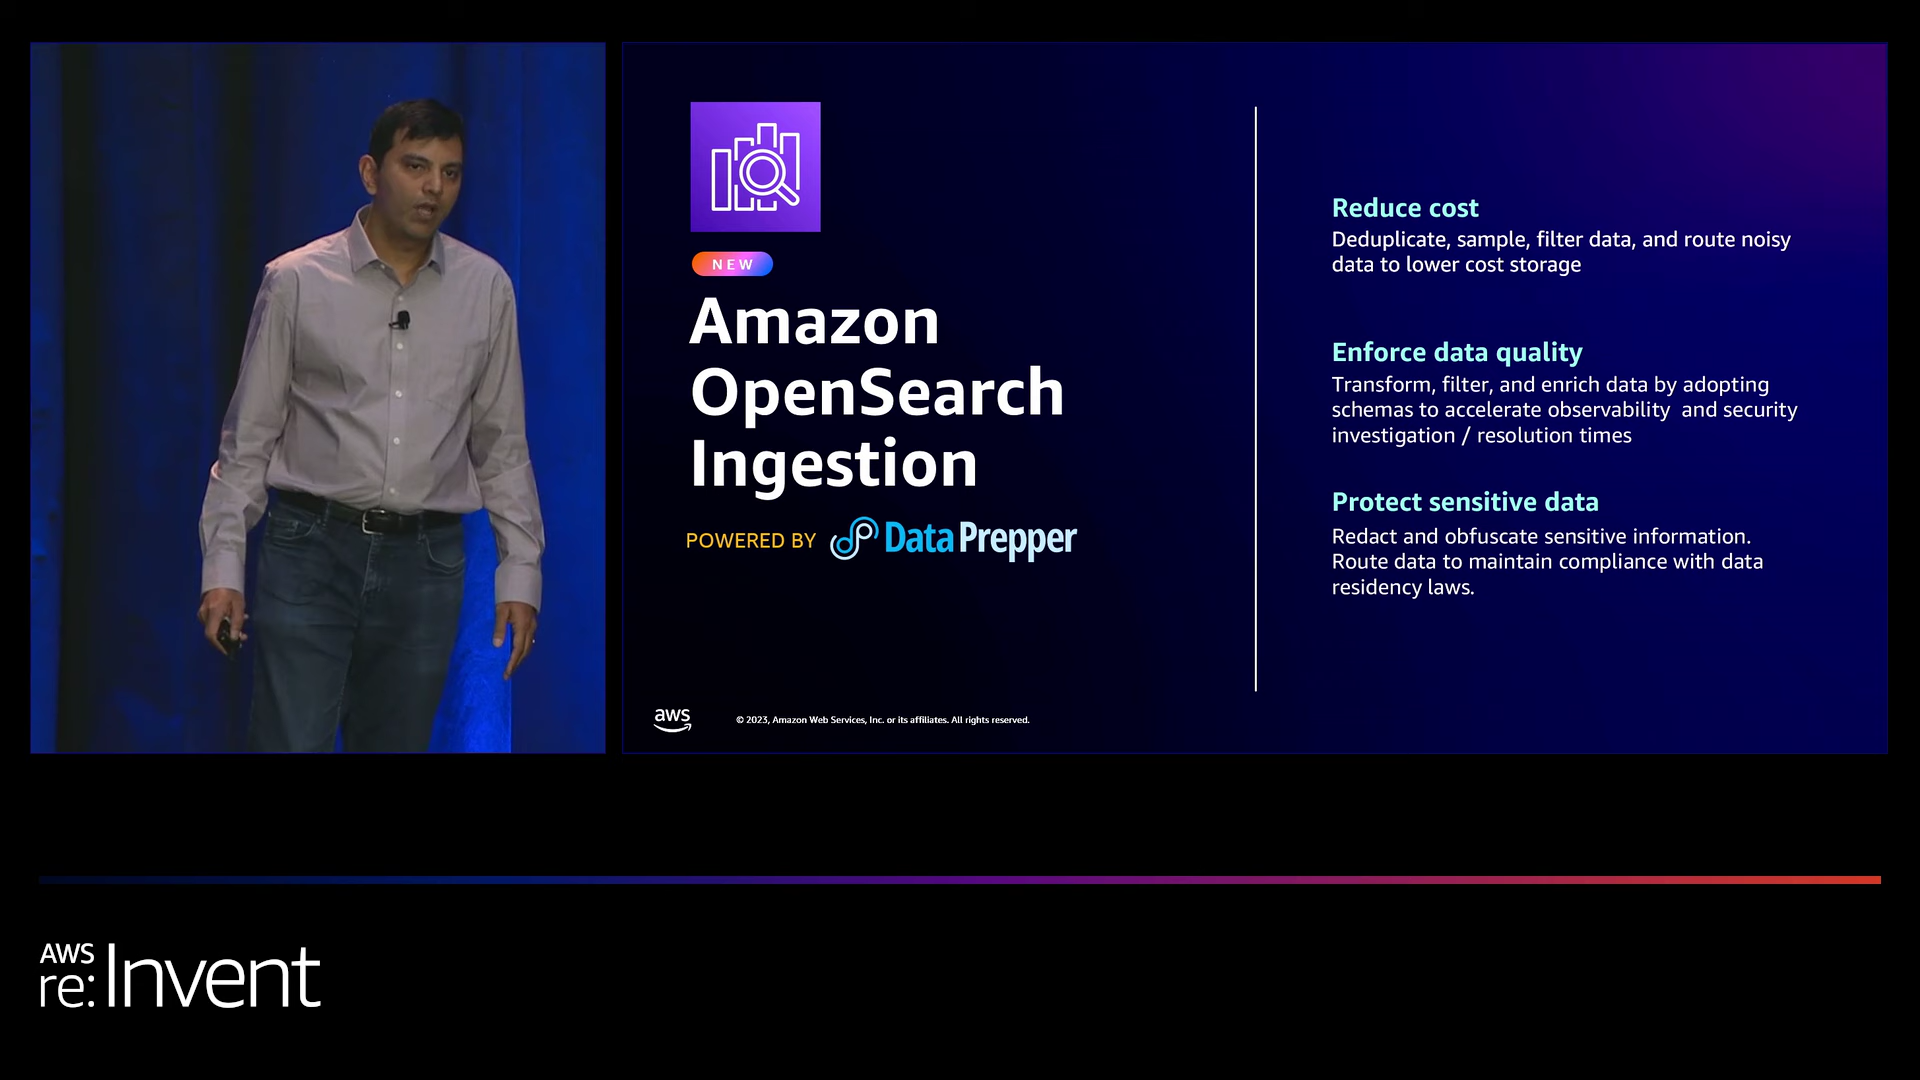 NEW
Amazon
OpenSearch
Ingestion
POWERED BY Data Prepper
Reduce cost
Deduplicate, sample, filter data, and route noisy
data to lower cost storage
Enforce data quality
Transform, filter, and enrich data by adopting
schemas to accelerate observability and security
investigation / resolution times
Protect sensitive data
Redact and obfuscate sensitive information.
Route data to maintain compliance with data
residency laws.
aws © 2023, Amazon Web Services, Inc. or its affiliates. All rights reserved.
AWS
re:Invent